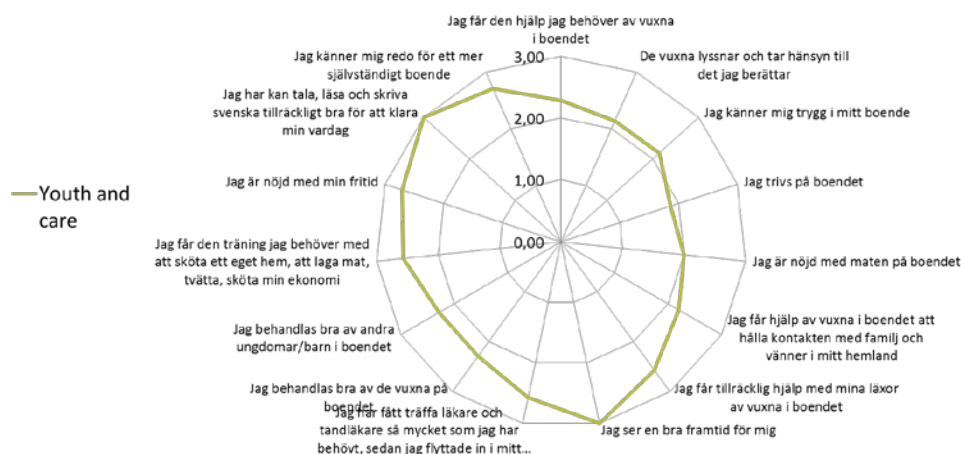 Jag får den hjälp jag behöver av vuxna
i boendet
De vuxna lyssnar och tar hänsyn till
det jag berättar
Jag känner mig trygg i mitt boende
Jag trivs på boendet
Jag är nöjd med maten på boendet
Jag får hjälp av vuxna i boendet att
hålla kontakten med familj och
vänner i mitt hemland
Jag får tillräcklig hjälp med mina läxor
av vuxna i boendet
Jag ser en bra framtid för mig
Jag har fått träffa läkare och
tandläkare så mycket som jag har
behövt, sedan jag flyttade in i mitt...
Jag behandlas bra av de vuxna på
boendet
Jag behandlas bra av andra
ungdomar/barn i boendet
Jag får den träning jag behöver med
att sköta ett eget hem, att laga mat,
tvätta, sköta min ekonomi
Jag är nöjd med min fritid
Jag har kan tala, läsa och skriva
svenska tillräckligt bra för att klara
min vardag
Jag känner mig redo för ett mer
självständigt boende
3,00
2,00
1,00
0,00
Youth and
care